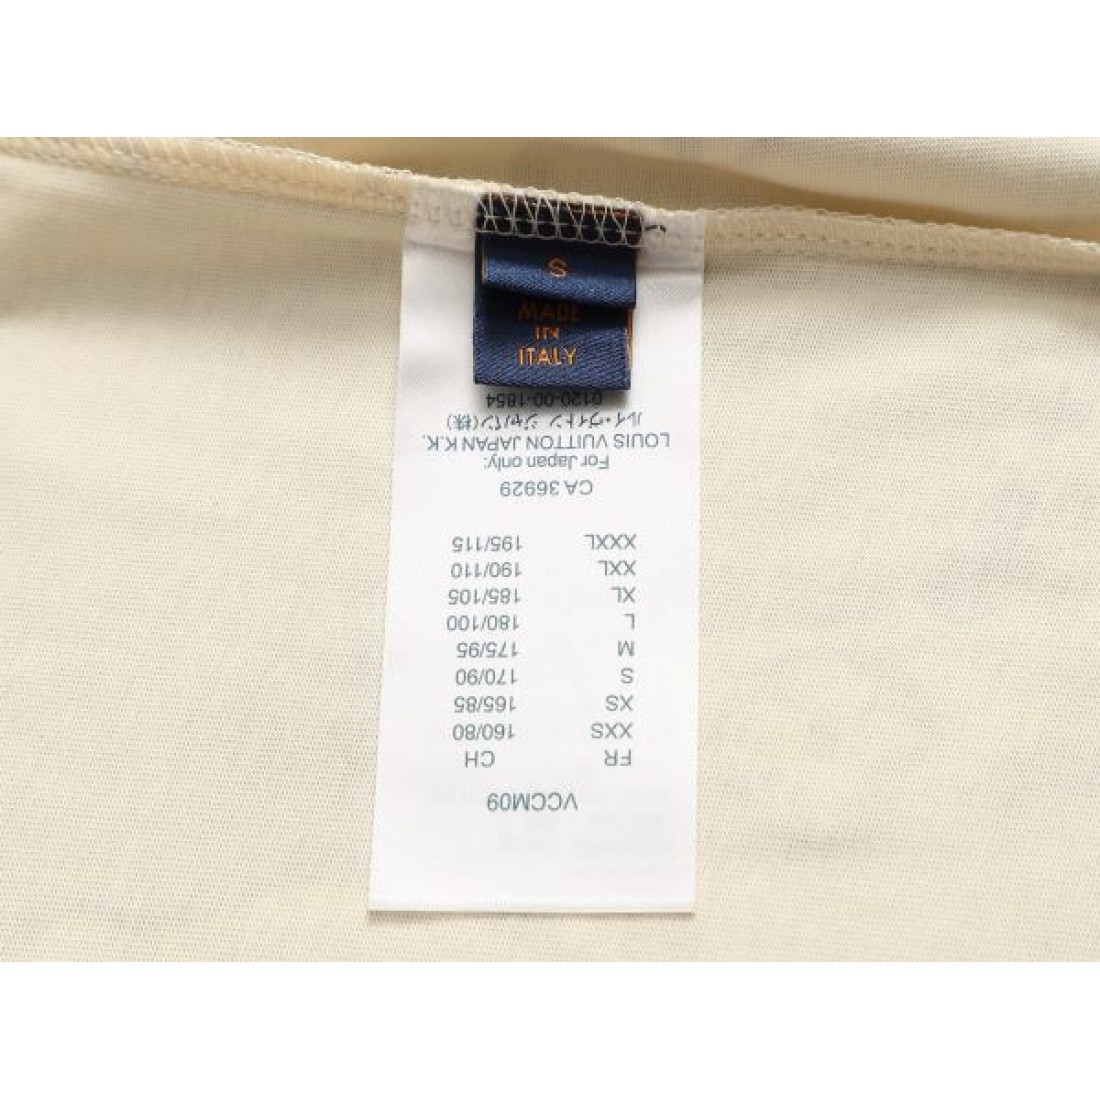 S
MADE
IN
ITALY
VCCM09
FR CH
XXS 160/80
XS 165/85
S 170/90
M 175/95
L 180/100
XL 185/105
XXL 190/110
XXXL 195/115
CA 36929
For Japan only:
LOUIS VUITTON JAPAN K.K.
ルイ・ヴィトン ジャパン(株)
0120-00-1854